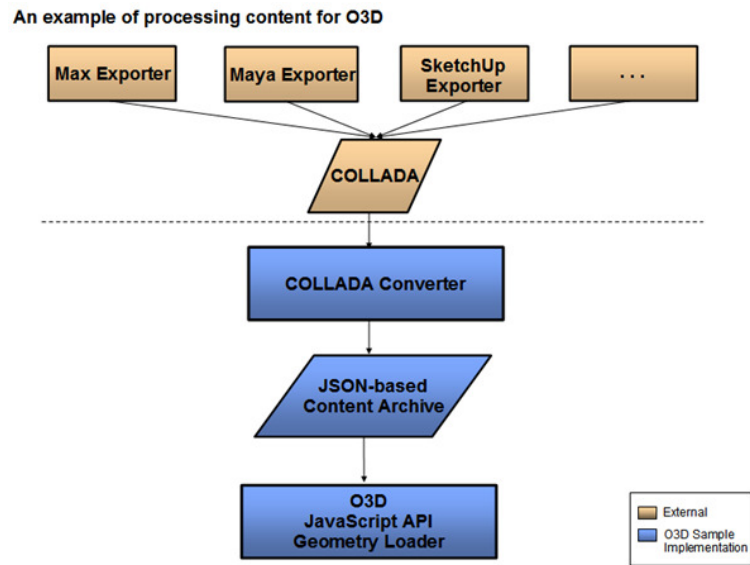 An example of processing content for O3D
Max Exporter
Maya Exporter
SketchUp
Exporter
. . .
COLLADA
COLLADA Converter
JSON-based
Content Archive
O3D
JavaScript API
Geometry Loader
External
O3D Sample
Implementation